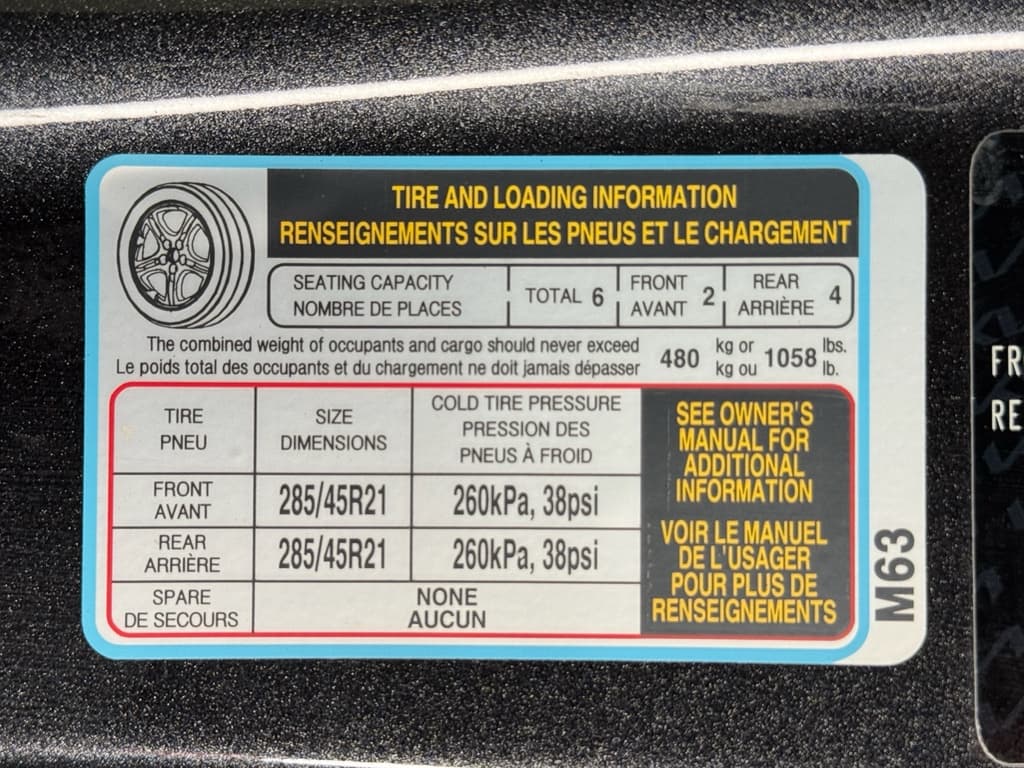 TIRE AND LOADING INFORMATION
RENSEIGNEMENTS SUR LES PNEUS ET LE CHARGEMENT
SEATING CAPACITY
NOMBRE DE PLACES
TOTAL 6
FRONT
AVANT
2
REAR
ARRIÈRE
4
The combined weight of occupants and cargo should never exceed
Le poids total des occupants et du chargement ne doit jamais dépasser
480
kg or
kg ou
1058
lbs.
lb.
TIRE
PNEU
SIZE
DIMENSIONS
COLD TIRE PRESSURE
PRESSION DES
PNEUS À FROID
FRONT
AVANT
285/45R21
260kPa, 38psi
REAR
ARRIÈRE
285/45R21
260kPa, 38psi
SPARE
DE SECOURS
NONE
AUCUN
SEE OWNER'S
MANUAL FOR
ADDITIONAL
INFORMATION
VOIR LE MANUEL
DE L'USAGER
POUR PLUS DE
RENSEIGNEMENTS
M63
FR
RE